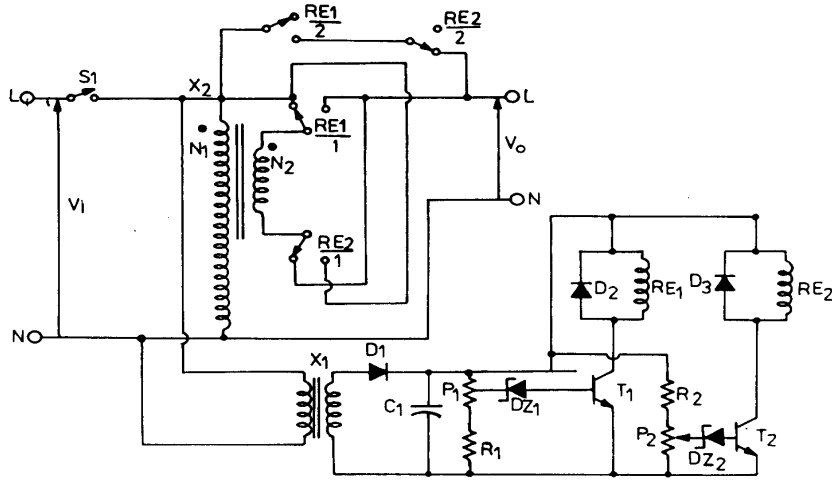 RE1
2
RE2
2
L
S1
X2
L
RE1
1
N1
N2
Vo
Vi
N
RE2
1
D2
RE1
D3
RE2
N
X1
D1
C1
P1
DZ1
T1
R2
R1
P2
DZ2
T2